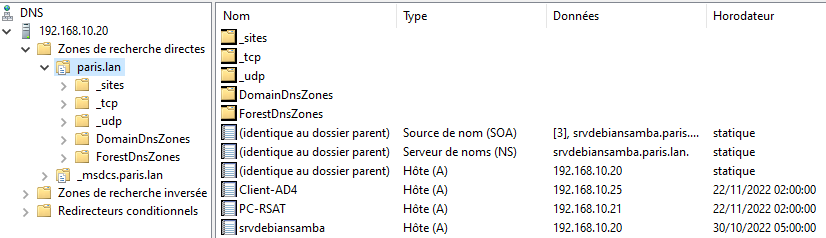 DNS
192.168.10.20
Zones de recherche directes
paris.lan
_sites
_tcp
_udp
DomainDnsZones
ForestDnsZones
_msdcs.paris.lan
Zones de recherche inversée
Redirecteurs conditionnels
Nom Type Données Horodateur
_sites
_tcp
_udp
DomainDnsZones
ForestDnsZones
(identique au dossier parent) Source de nom (SOA) [3], srvdebiansamba.paris.... statique
(identique au dossier parent) Serveur de noms (NS) srvdebiansamba.paris.lan. statique
(identique au dossier parent) Hôte (A) 192.168.10.20 statique
Client-AD4 Hôte (A) 192.168.10.25 22/11/2022 02:00:00
PC-RSAT Hôte (A) 192.168.10.21 22/11/2022 02:00:00
srvdebiansamba Hôte (A) 192.168.10.20 30/10/2022 05:00:00